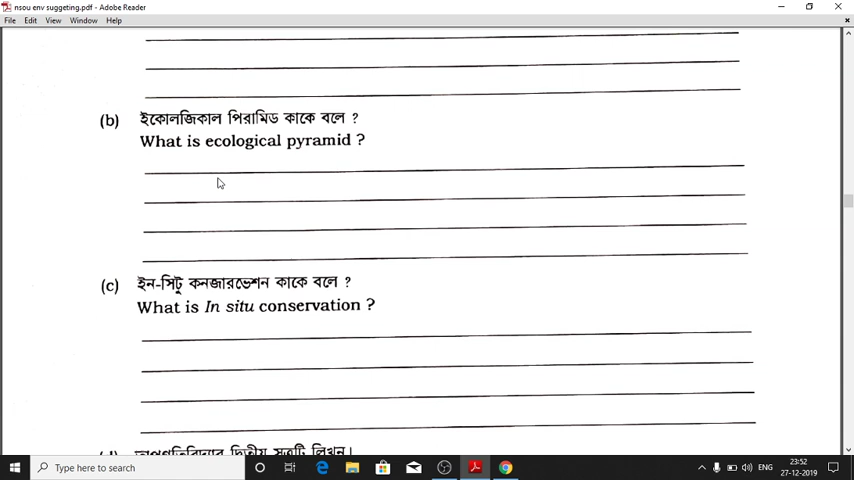 nsou env suggeting.pdf - Adobe Reader
File Edit View Window Help
(b) ইকোলজিকাল পিরামিড কাকে বলে ?
What is ecological pyramid ?
(c) ইন-সিটু কনজারভেশন কাকে বলে ?
What is In situ conservation ?
(d) তাপগতিবিদ্যার দ্বিতীয় সূত্রটি লিখুন।
Type here to search
ENG
23:52
27-12-2019